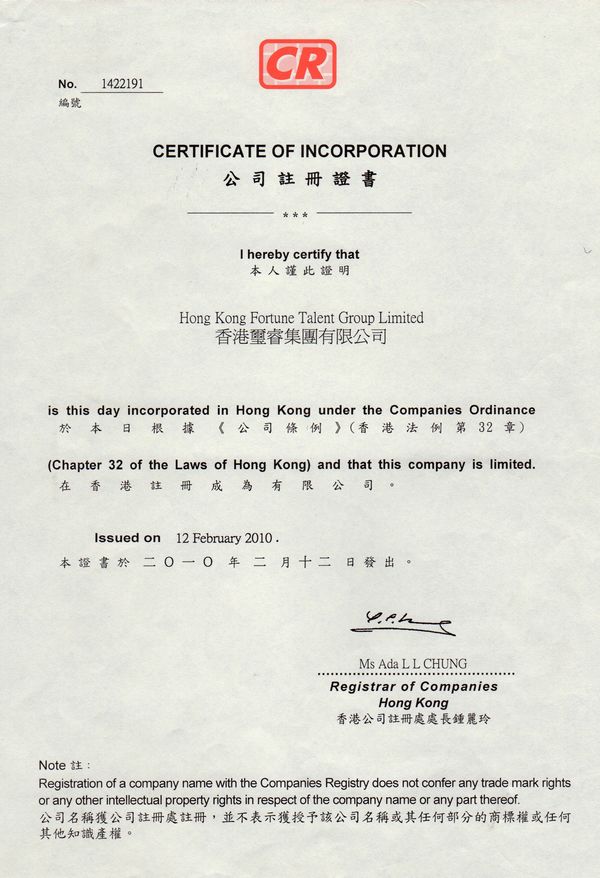 CR
No. 1422191
編號
CERTIFICATE OF INCORPORATION
公司註冊證書
***
I hereby certify that
本人謹此證明
Hong Kong Fortune Talent Group Limited
香港璽睿集團有限公司
is this day incorporated in Hong Kong under the Companies Ordinance
於本日根據《公司條例》(香港法例第32章)
(Chapter 32 of the Laws of Hong Kong) and that this company is limited.
在香港註冊成為有限公司。
Issued on 12 February 2010.
本證書於二○一○年二月十二日發出。
Ms Ada L L CHUNG
Registrar of Companies
Hong Kong
香港公司註冊處處長鍾麗玲
Note 註:
Registration of a company name with the Companies Registry does not confer any trade mark rights
or any other intellectual property rights in respect of the company name or any part thereof.
公司名稱獲公司註冊處註冊,並不表示獲授予該公司名稱或其任何部分的商標權或任何
其他知識產權。